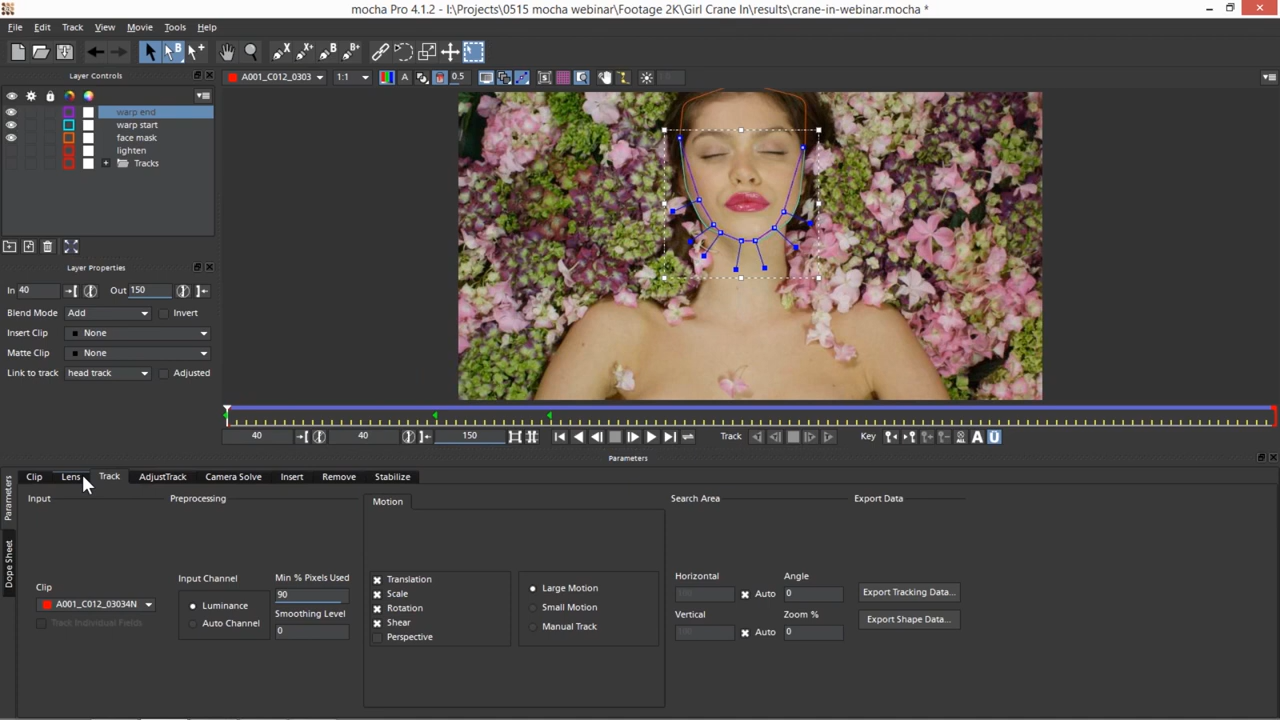 mocha Pro 4.1.2 - I:\Projects\0515 mocha webinar\Footage 2K\Girl Crane In\results\crane-in-webinar.mocha *
File Edit Track View Movie Tools Help
Layer Controls
A001_C012_0303 1:1 A 0.5
warp end
warp start
face mask
lighten
Tracks
Layer Properties
In 40 Out 150
Blend Mode Add Invert
Insert Clip None
Matte Clip None
Link to track head track Adjusted
40 40 150 Track Key ALL A Ü
Parameters
Clip Lens Track AdjustTrack Camera Solve Insert Remove Stabilize
Parameters
Dope Sheet
Input Preprocessing Motion Search Area Export Data
Clip
A001_C012_03034N
Track Individual Fields
Input Channel
Luminance
Auto Channel
Min % Pixels Used
90
Smoothing Level
0
Translation
Scale
Rotation
Shear
Perspective
Large Motion
Small Motion
Manual Track
Horizontal Angle
Auto 0
Vertical Zoom %
Auto 0
Export Tracking Data...
Export Shape Data...